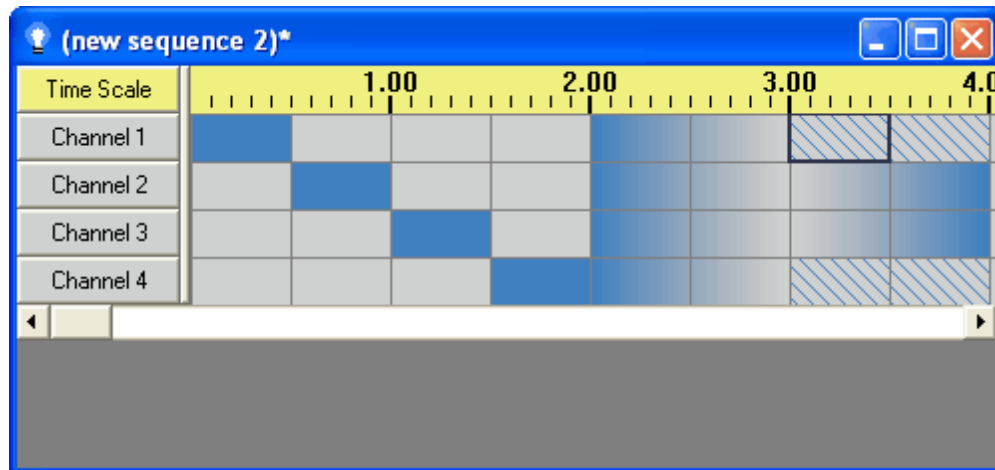 (new sequence 2)*
Time Scale 1.00 2.00 3.00 4.0
Channel 1
Channel 2
Channel 3
Channel 4